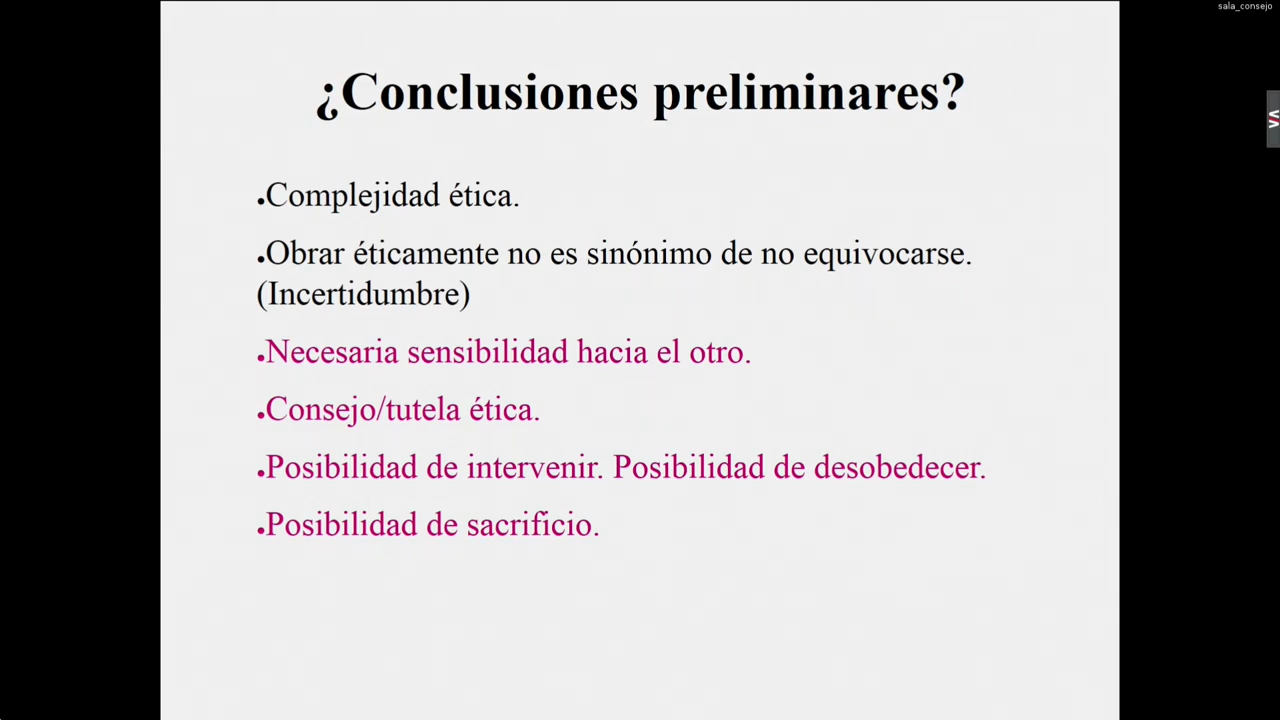 sala_consejo
¿Conclusiones preliminares?
●Complejidad ética.
●Obrar éticamente no es sinónimo de no equivocarse.
(Incertidumbre)
●Necesaria sensibilidad hacia el otro.
●Consejo/tutela ética.
●Posibilidad de intervenir. Posibilidad de desobedecer.
●Posibilidad de sacrificio.